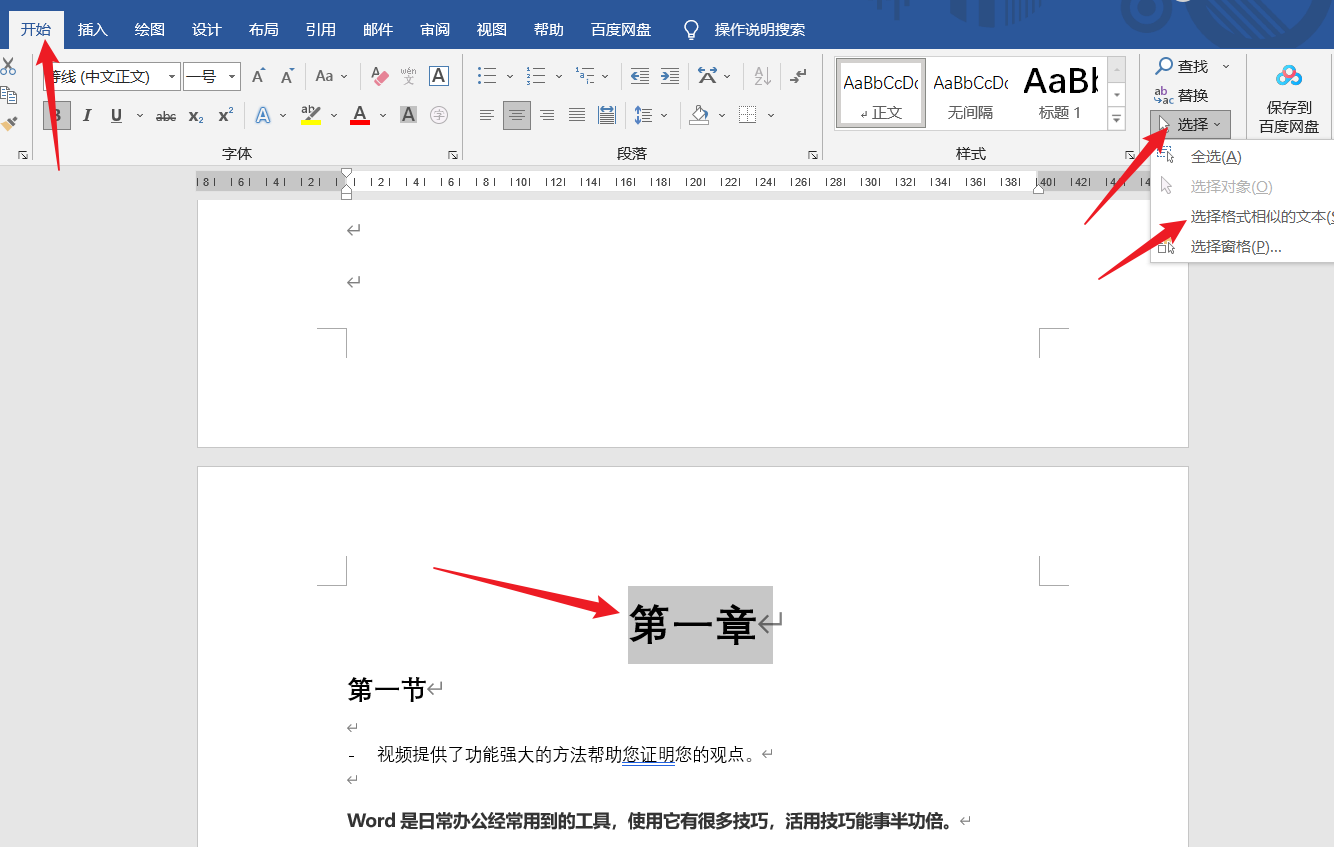 开始 插入 绘图 设计 布局 引用 邮件 审阅 视图 帮助 百度网盘 操作说明搜索
等线 (中文正文) 一号 A A Aa A wén 文 A
B I U abc x₂ x² A ab A A 字
AaBbCcDc AaBbCcDc AaBb
正文 无间隔 标题 1
查找
替换
选择
保存到
百度网盘
字体 段落 样式
全选(A)
选择对象(O)
选择格式相似的文本(S
选择窗格(P)...
8 6 4 2 2 4 6 8 10 12 14 16 18 20 22 24 26 28 30 32 34 36 38 40 42 44
第一章
第一节
- 视频提供了功能强大的方法帮助您证明您的观点。
Word 是日常办公经常用到的工具，使用它有很多技巧，活用技巧能事半功倍。